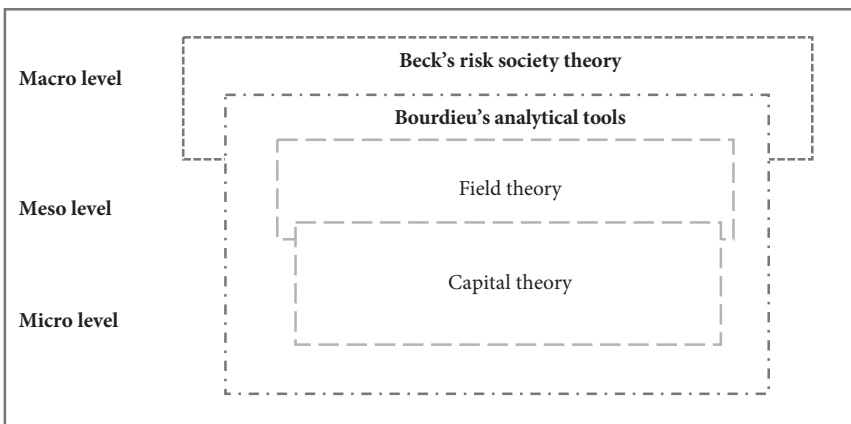 Beck’s risk society theory
Macro level
Bourdieu’s analytical tools
Field theory
Meso level
Capital theory
Micro level